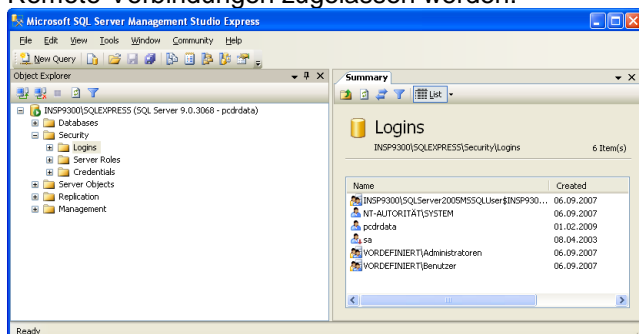 Remote-Verbindungen zugelassen werden.
Microsoft SQL Server Management Studio Express
File Edit View Tools Window Community Help
New Query
Object Explorer
INSP9300\SQLEXPRESS (SQL Server 9.0.3068 - pcdrdata)
Databases
Security
Logins
Server Roles
Credentials
Server Objects
Replication
Management
Summary
List
Logins
INSP9300\SQLEXPRESS\Security\Logins 6 Item(s)
Name Created
INSP9300\SQLServer2005MSSQLUser$INSP930... 06.09.2007
NT-AUTORITÄT\SYSTEM 06.09.2007
pcdrdata 01.02.2009
sa 08.04.2003
VORDEFINIERT\Administratoren 06.09.2007
VORDEFINIERT\Benutzer 06.09.2007
Ready